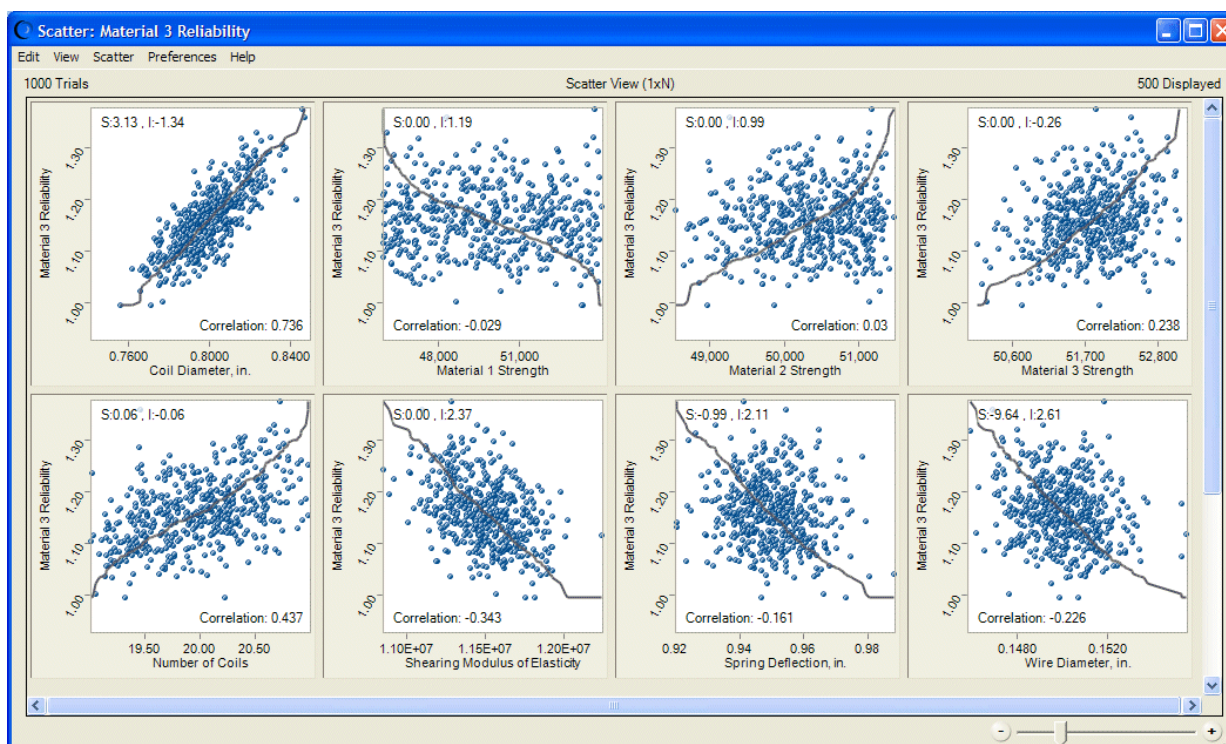 Scatter: Material 3 Reliability
Edit View Scatter Preferences Help
1000 Trials Scatter View (1xN) 500 Displayed
S:3.13 , I:-1.34
Material 3 Reliability
1.30
1.20
1.10
1.00
Correlation: 0.736
0.7600 0.8000 0.8400
Coil Diameter, in.
S:0.00 , I:1.19
Material 3 Reliability
1.30
1.20
1.10
1.00
Correlation: -0.029
48,000 51,000
Material 1 Strength
S:0.00 , I:0.99
Material 3 Reliability
1.30
1.20
1.10
1.00
Correlation: 0.03
49,000 50,000 51,000
Material 2 Strength
S:0.00 , I:-0.26
Material 3 Reliability
1.30
1.20
1.10
1.00
Correlation: 0.238
50,600 51,700 52,800
Material 3 Strength
S:0.06 , I:-0.06
Material 3 Reliability
1.30
1.20
1.10
1.00
Correlation: 0.437
19.50 20.00 20.50
Number of Coils
S:0.00 , I:2.37
Material 3 Reliability
1.30
1.20
1.10
1.00
Correlation: -0.343
1.10E+07 1.15E+07 1.20E+07
Shearing Modulus of Elasticity
S:-0.99 , I:2.11
Material 3 Reliability
1.30
1.20
1.10
1.00
Correlation: -0.161
0.92 0.94 0.96 0.98
Spring Deflection, in.
S:-9.64 , I:2.61
Material 3 Reliability
1.30
1.20
1.10
1.00
Correlation: -0.226
0.1480 0.1520
Wire Diameter, in.